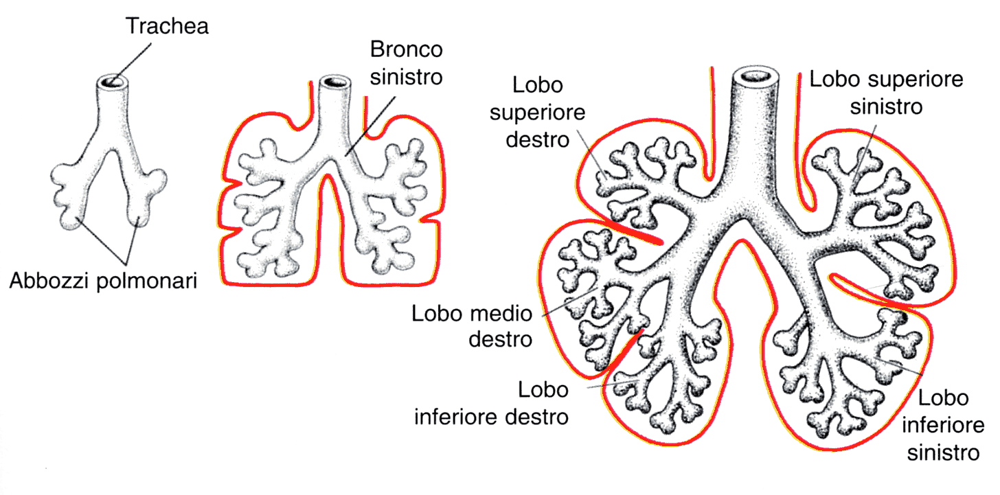 Trachea
Abbozzi polmonari
Bronco
sinistro
Lobo
superiore
destro
Lobo superiore
sinistro
Lobo medio
destro
Lobo
inferiore destro
Lobo
inferiore
sinistro